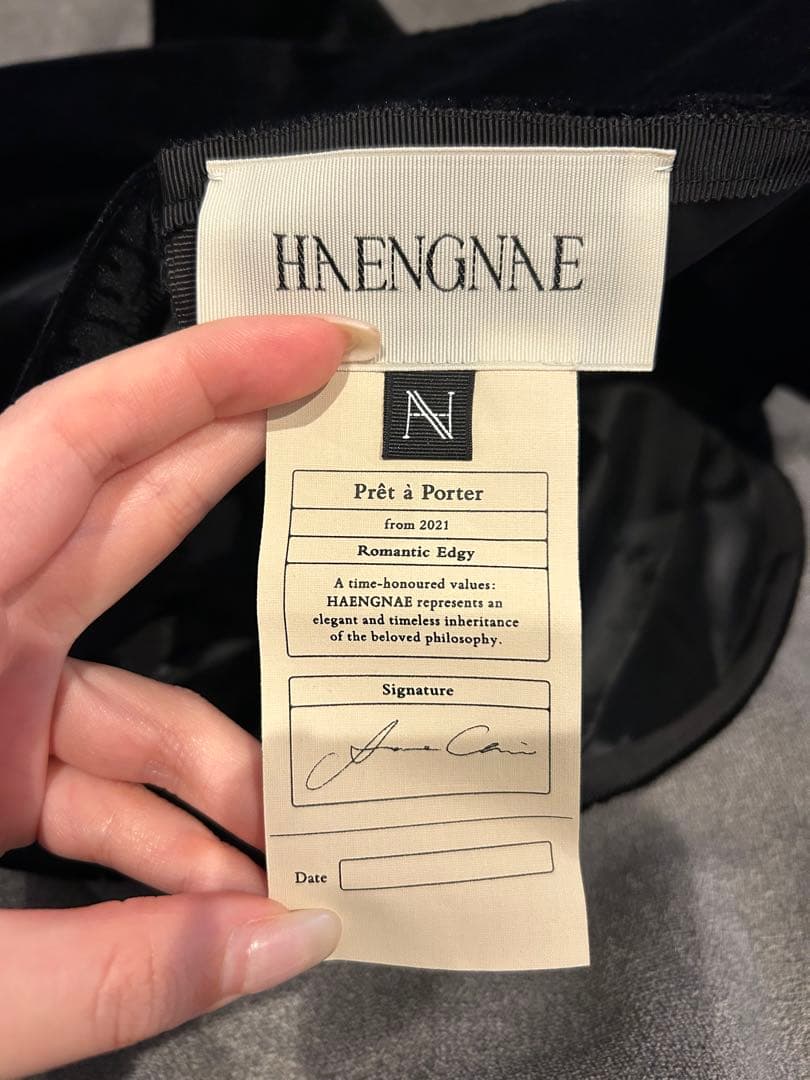 HAENGNAE
Prêt à Porter
from 2021
Romantic Edgy
A time-honoured values:
HAENGNAE represents an
elegant and timeless inheritance
of the beloved philosophy.
Signature
Date